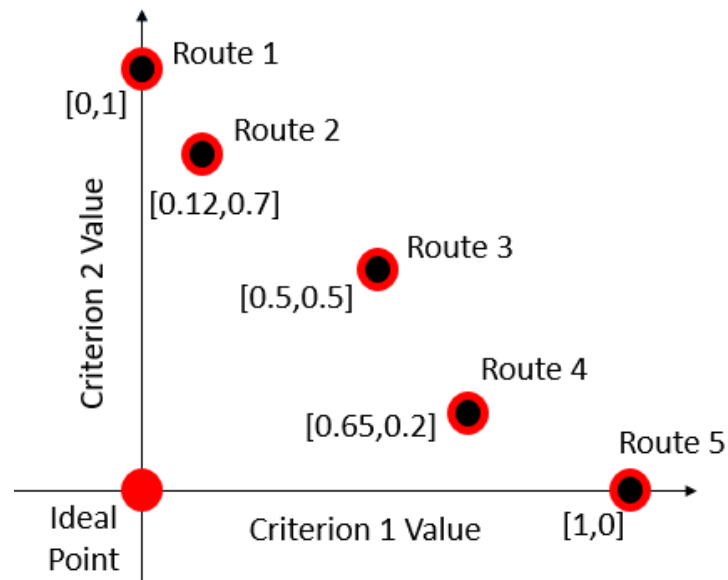 Route 1
[0,1]
Route 2
[0.12,0.7]
Criterion 2 Value
Route 3
[0.5,0.5]
Route 4
[0.65,0.2]
Route 5
[1,0]
Ideal
Point
Criterion 1 Value